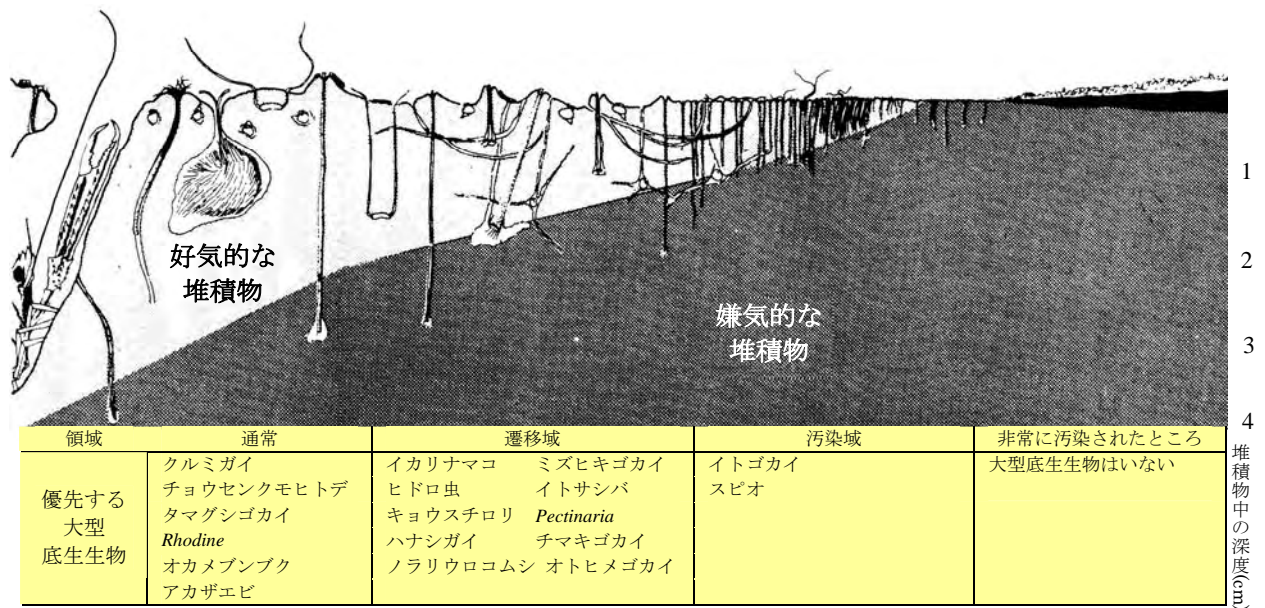 1
好気的な
堆積物
2
嫌気的な
堆積物
3
4
堆積物中の深度(cm)
領域 通常 遷移域 汚染域 非常に汚染されたところ
優先する
大型
底生生物
クルミガイ
チョウセンクモヒトデ
タマグシゴカイ
Rhodine
オカメブンブク
アカザエビ
イカリナマコ ミズヒキゴカイ
ヒドロ虫 イトサシバ
キョウスチロリ Pectinaria
ハナシガイ チマキゴカイ
ノラリウロコムシ オトヒメゴカイ
イトゴカイ
スピオ
大型底生生物はいない